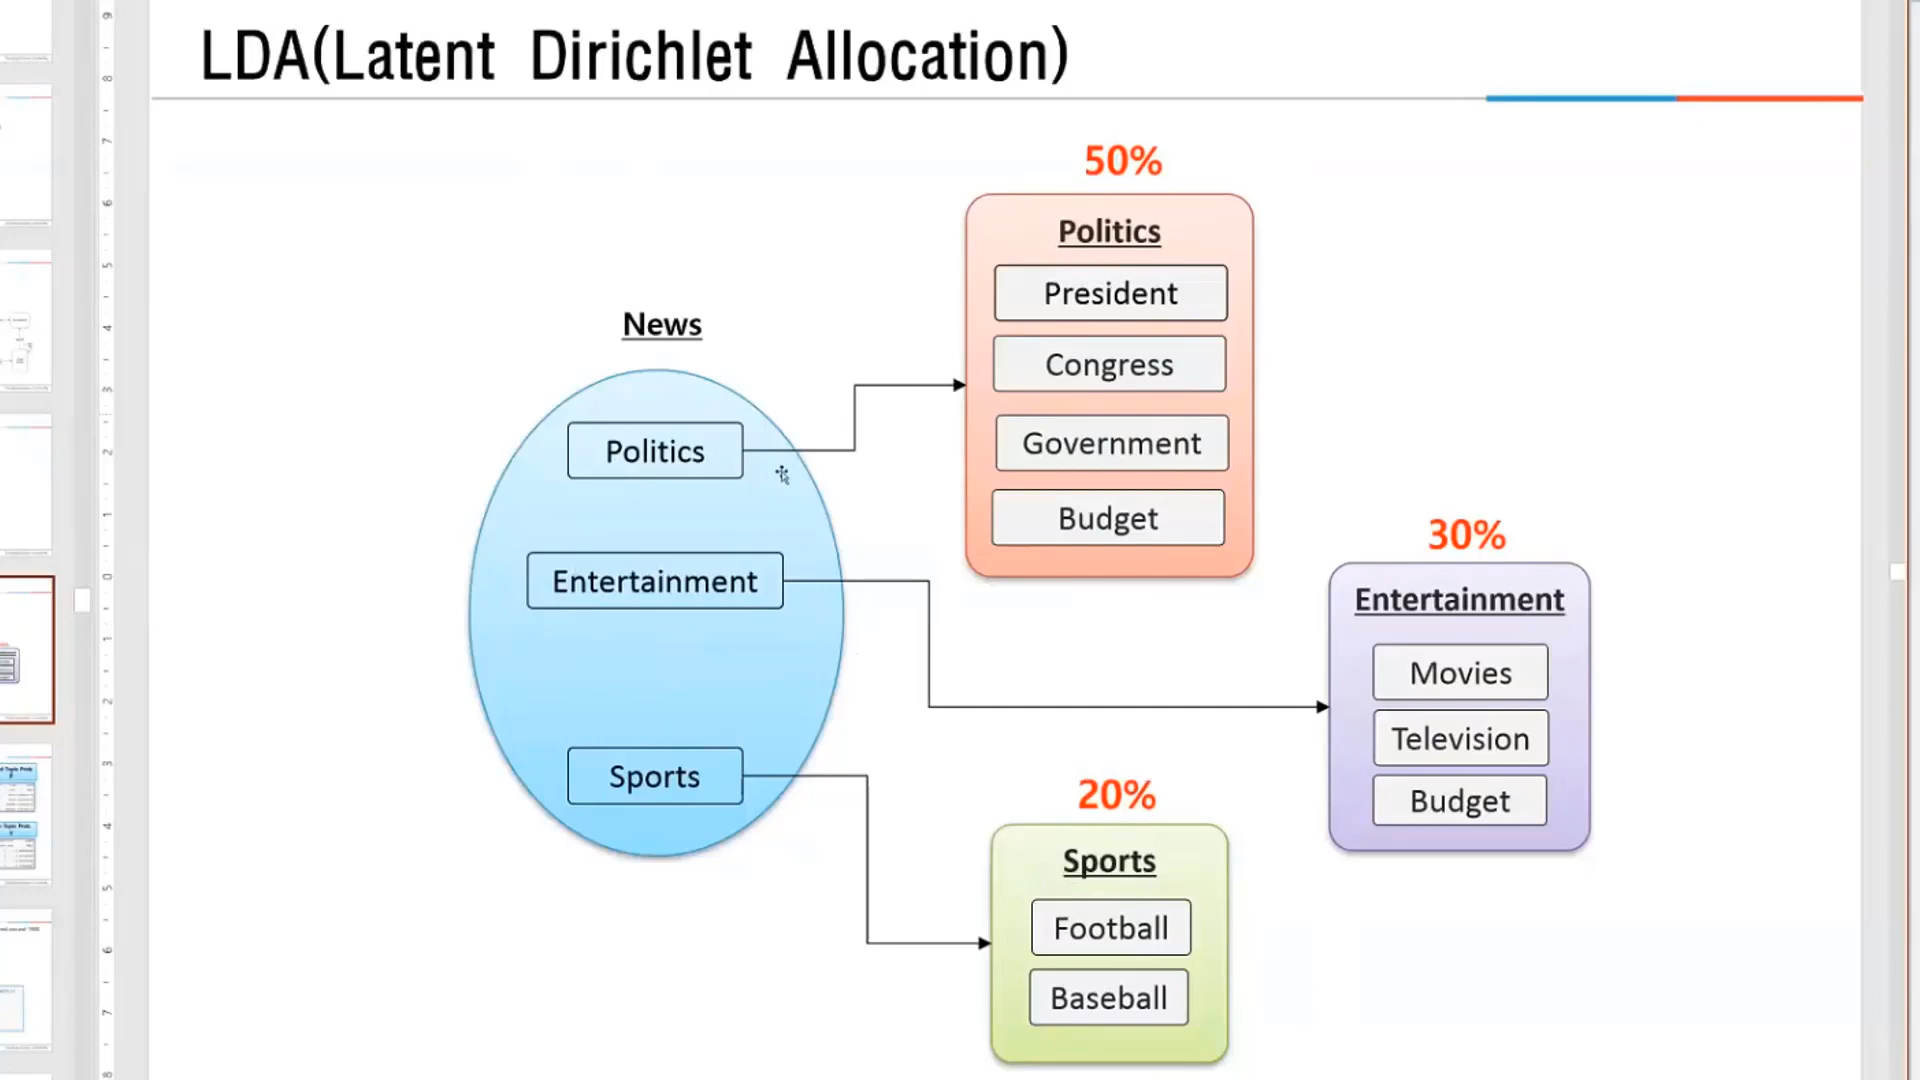 LDA(Latent Dirichlet Allocation)
50%
Politics
President
Congress
Government
Budget
News
Politics
Entertainment
Sports
30%
Entertainment
Movies
Television
Budget
20%
Sports
Football
Baseball